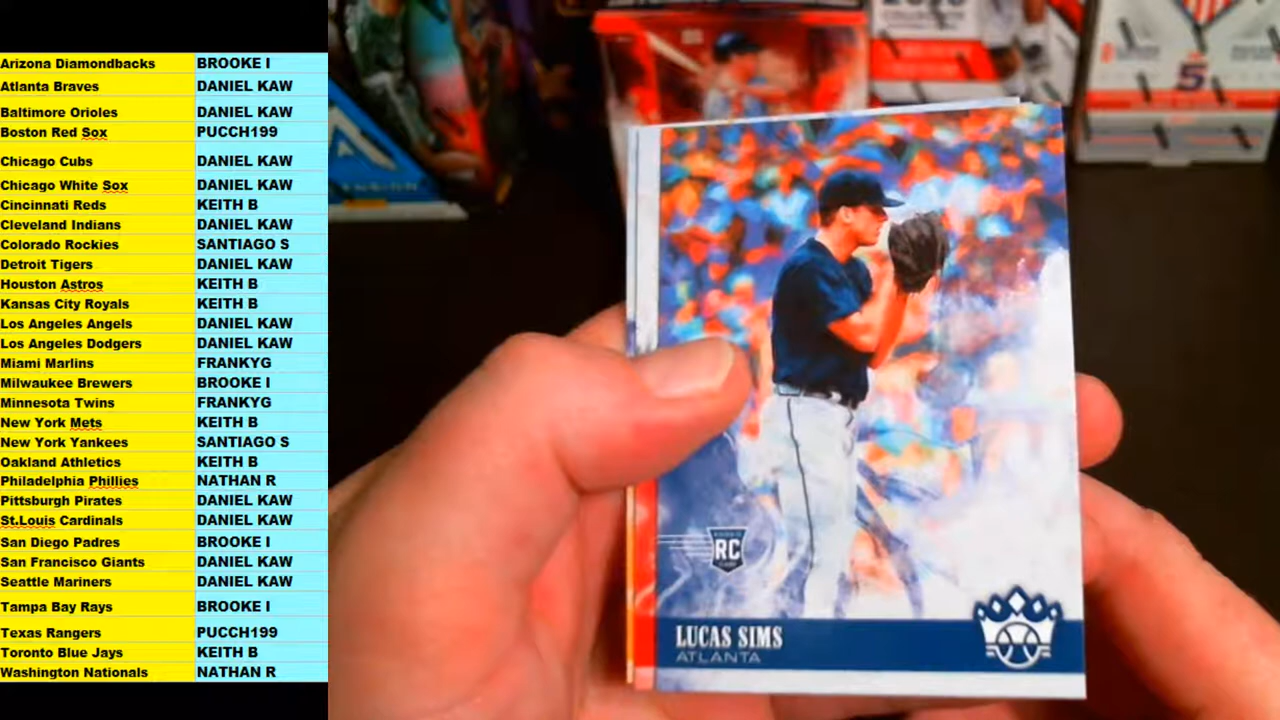 Arizona Diamondbacks BROOKE I
Atlanta Braves DANIEL KAW
Baltimore Orioles DANIEL KAW
Boston Red Sox PUCCH199
Chicago Cubs DANIEL KAW
Chicago White Sox DANIEL KAW
Cincinnati Reds KEITH B
Cleveland Indians DANIEL KAW
Colorado Rockies SANTIAGO S
Detroit Tigers DANIEL KAW
Houston Astros KEITH B
Kansas City Royals KEITH B
Los Angeles Angels DANIEL KAW
Los Angeles Dodgers DANIEL KAW
Miami Marlins FRANKYG
Milwaukee Brewers BROOKE I
Minnesota Twins FRANKYG
New York Mets KEITH B
New York Yankees SANTIAGO S
Oakland Athletics KEITH B
Philadelphia Phillies NATHAN R
Pittsburgh Pirates DANIEL KAW
St.Louis Cardinals DANIEL KAW
San Diego Padres BROOKE I
San Francisco Giants DANIEL KAW
Seattle Mariners DANIEL KAW
Tampa Bay Rays BROOKE I
Texas Rangers PUCCH199
Toronto Blue Jays KEITH B
Washington Nationals NATHAN R
5
RC
LUCAS SIMS
ATLANTA